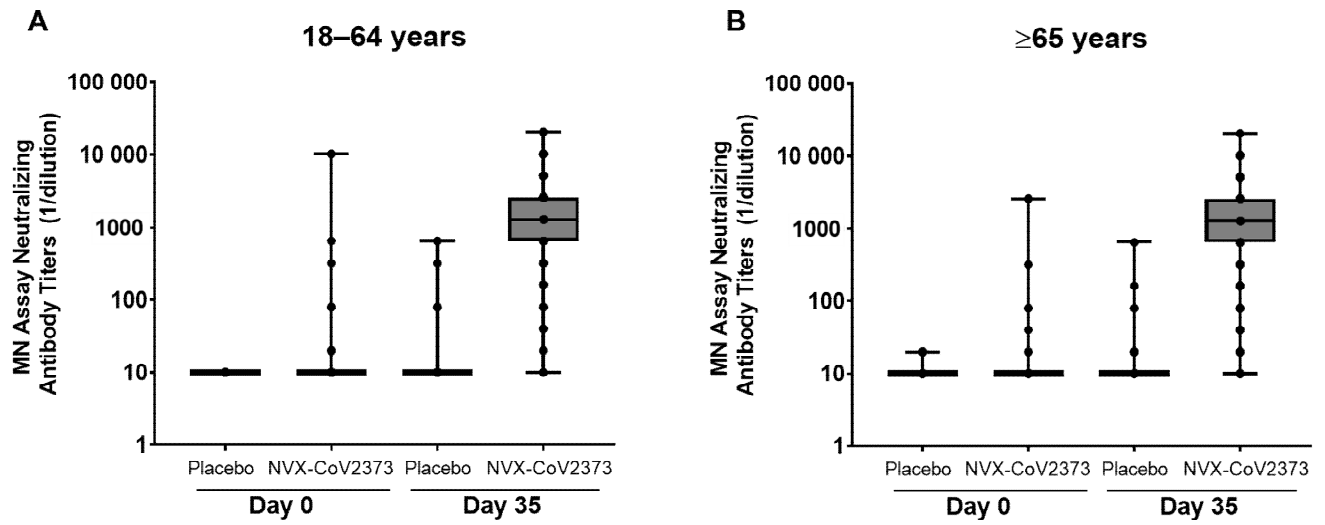 A
18–64 years
MN Assay Neutralizing
Antibody Titers (1/dilution)
100 000
10 000
1000
100
10
1
Placebo NVX-CoV2373 Placebo NVX-CoV2373
Day 0 Day 35
B
≥65 years
MN Assay Neutralizing
Antibody Titers (1/dilution)
100 000
10 000
1000
100
10
1
Placebo NVX-CoV2373 Placebo NVX-CoV2373
Day 0 Day 35